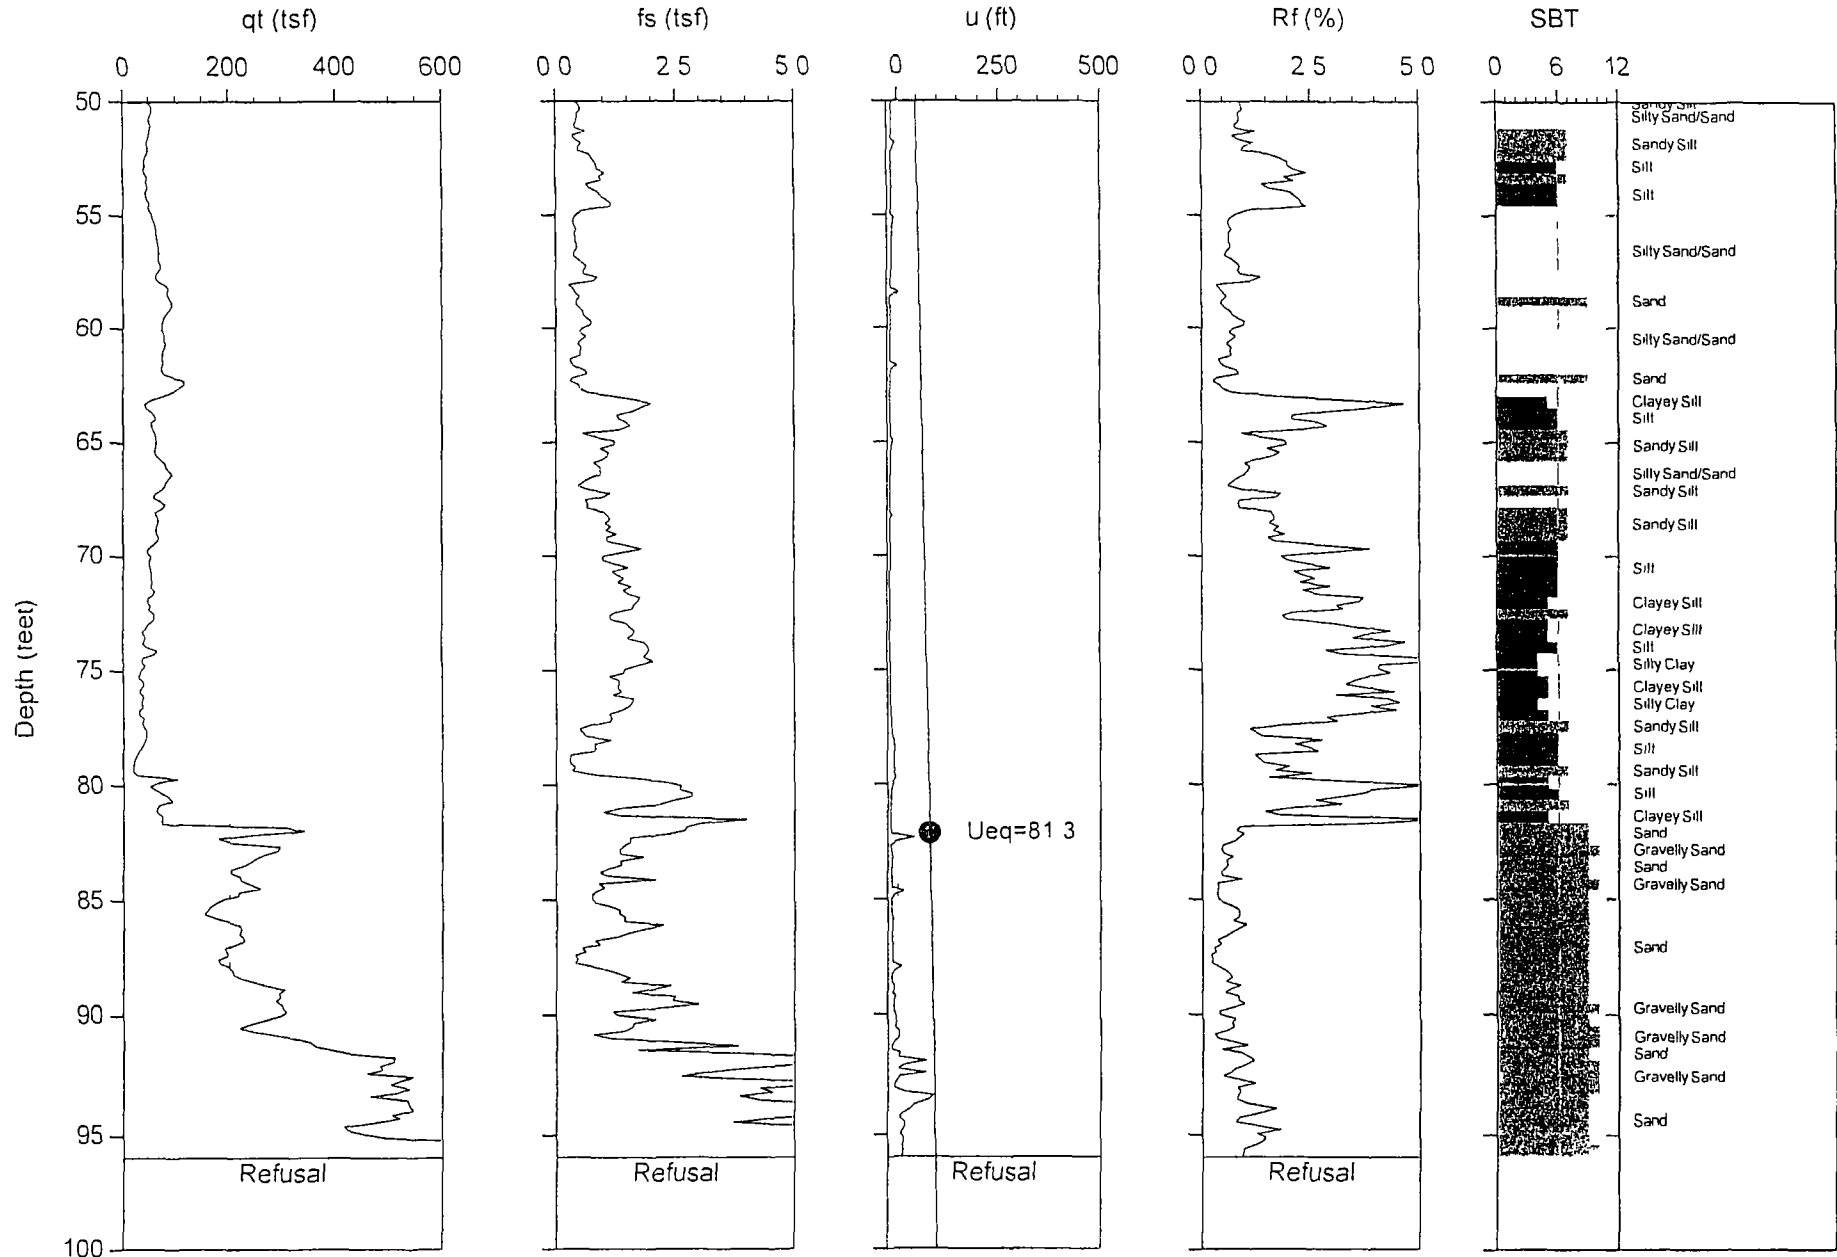 qt (tsf) fs (tsf) u (ft) Rf (%) SBT
0 200 400 600 0 0 2 5 5 0 0 250 500 0 0 2 5 5 0 0 6 12
50
Sandy Silt
Silty Sand/Sand
Sandy Silt
Silt
Silt
55
Silty Sand/Sand
Sand
60
Silty Sand/Sand
Sand
Clayey Silt
Silt
65
Sandy Silt
Silty Sand/Sand
Sandy Silt
Sandy Silt
70
Silt
Clayey Silt
Clayey Silt
Silt
75
Silty Clay
Clayey Silt
Silty Clay
Sandy Silt
Silt
Sandy Silt
80
Silt
Clayey Silt
Ueq=81 3
Sand
Gravelly Sand
Sand
Gravelly Sand
85
Sand
Gravelly Sand
90
Gravelly Sand
Sand
Gravelly Sand
Sand
95
Refusal Refusal Refusal Refusal
100
Depth (feet)